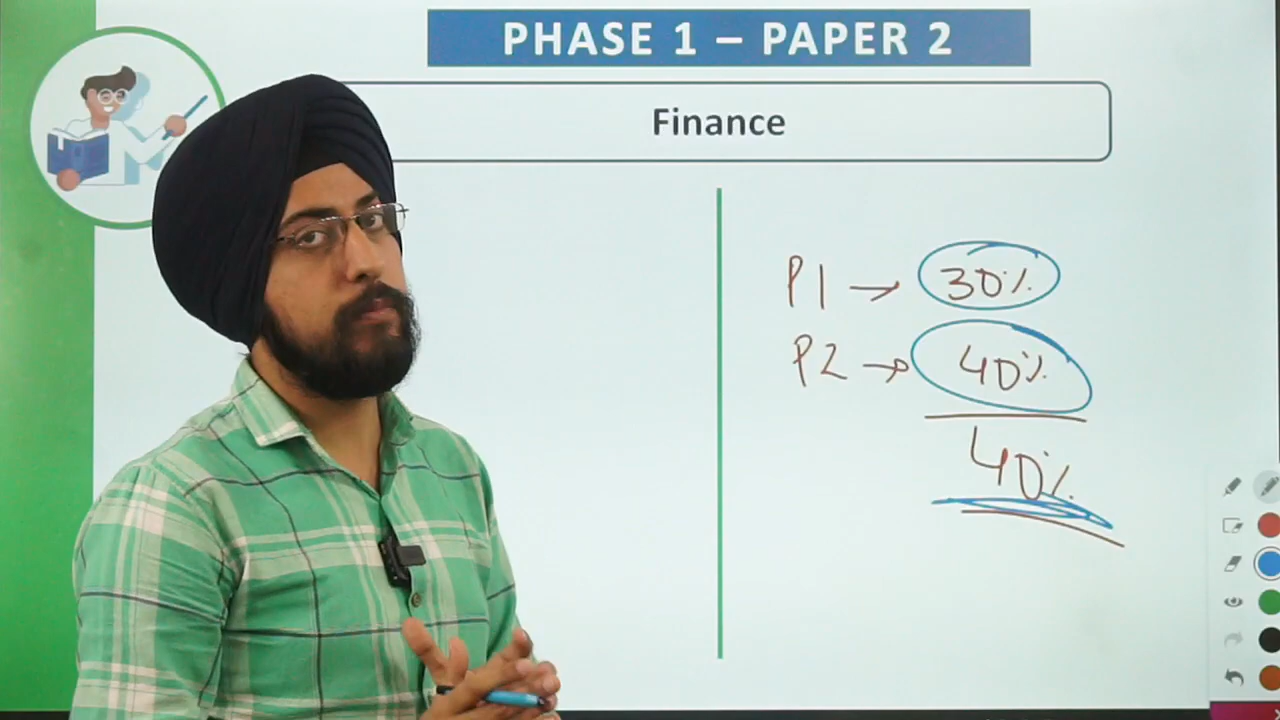 PHASE 1 – PAPER 2
Finance
P1 → 30%
P2 → 40%
40%